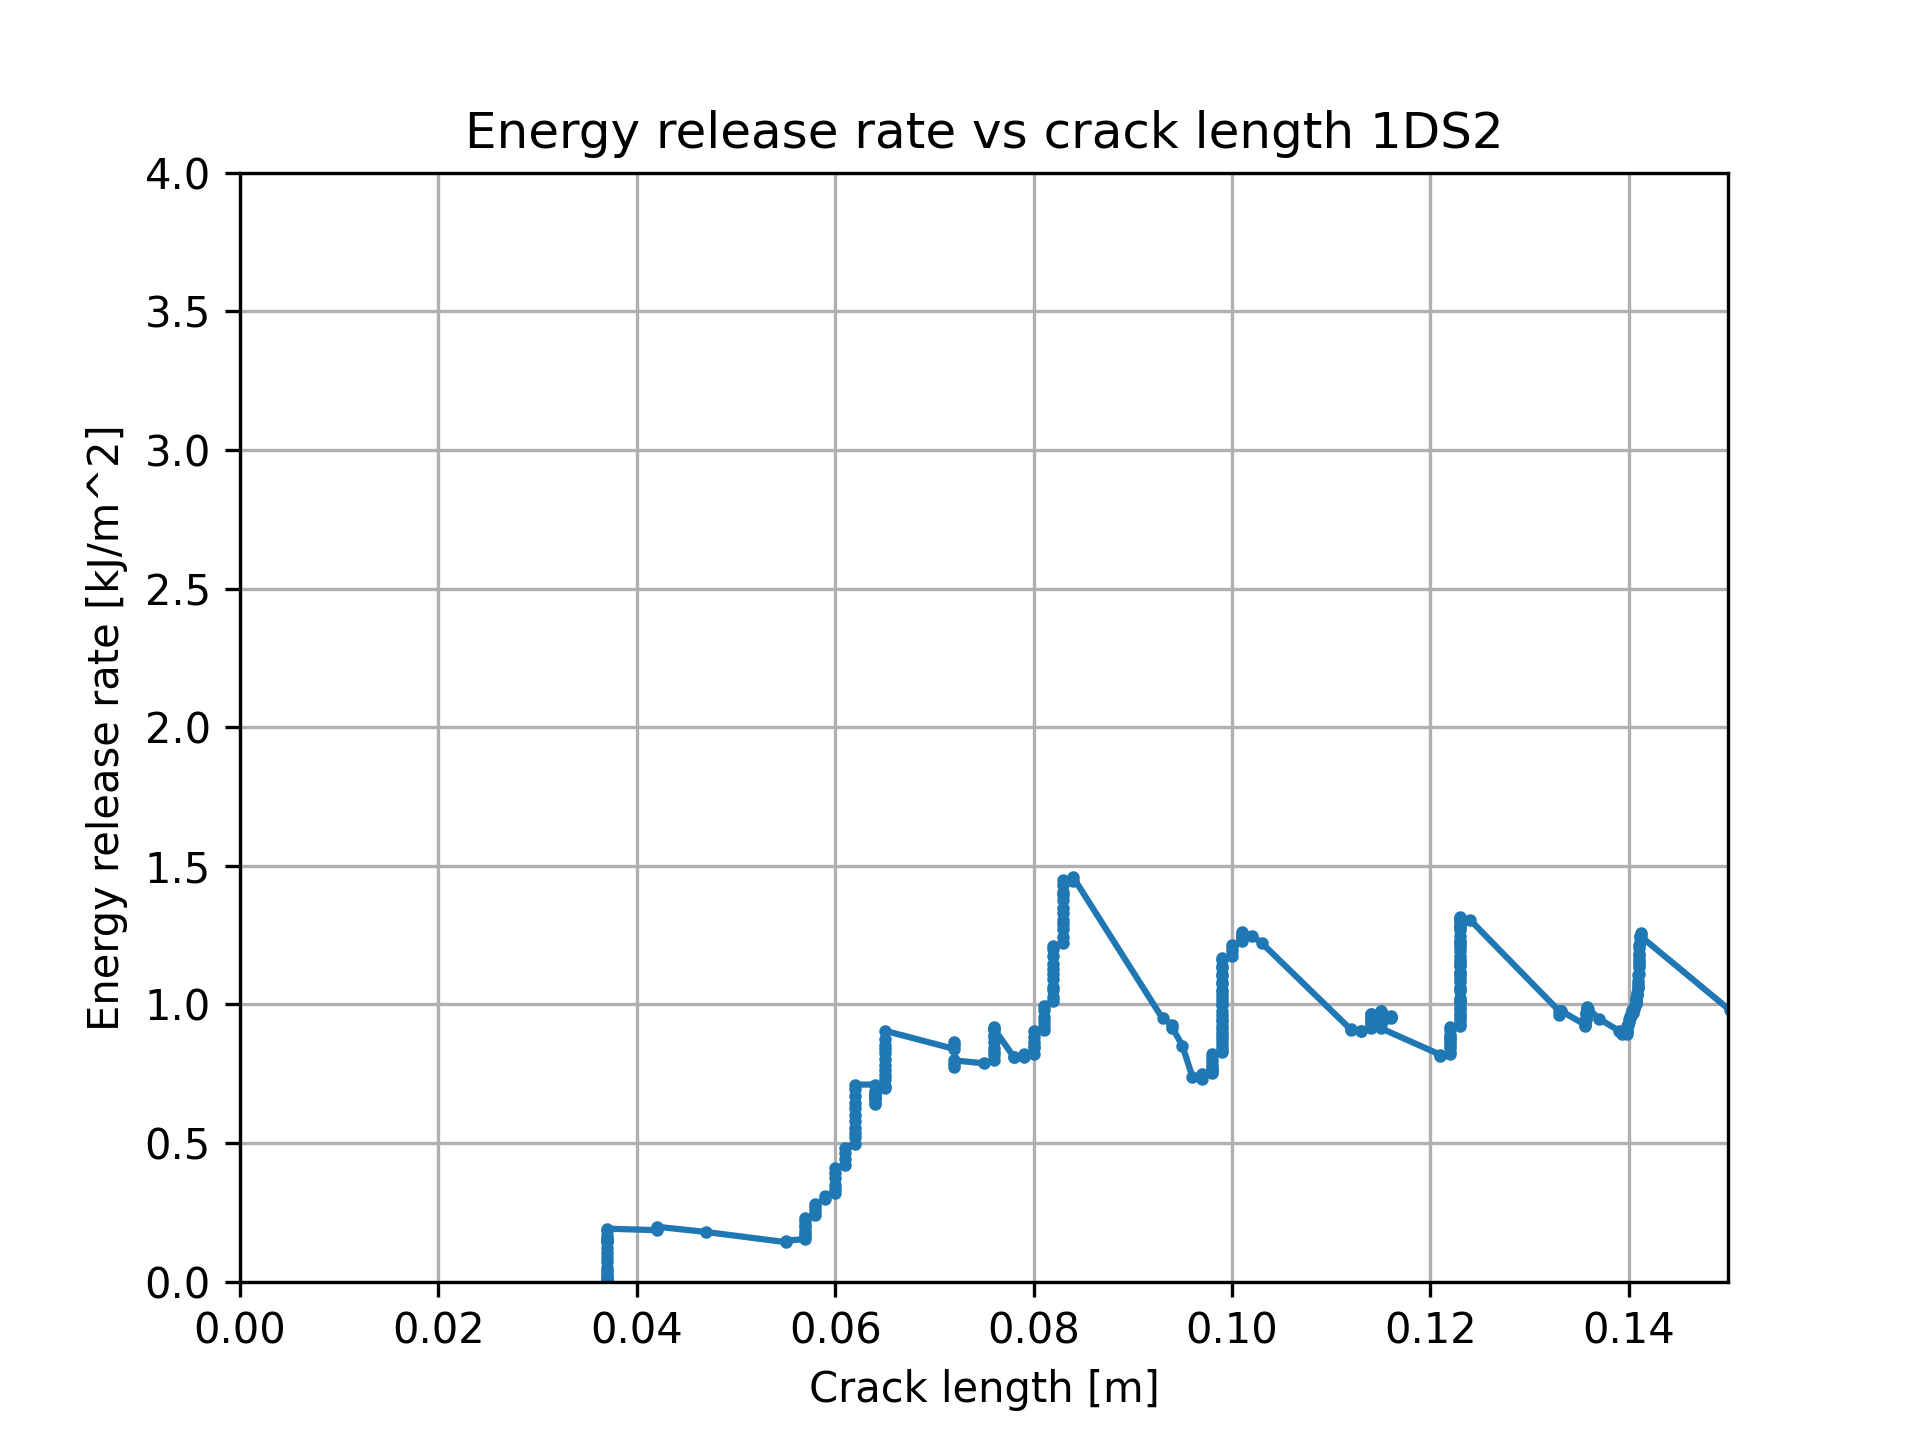 Energy release rate vs crack length 1DS2
4.0
3.5
3.0
2.5
2.0
1.5
1.0
0.5
0.0
Energy release rate [kJ/m^2]
0.00 0.02 0.04 0.06 0.08 0.10 0.12 0.14
Crack length [m]